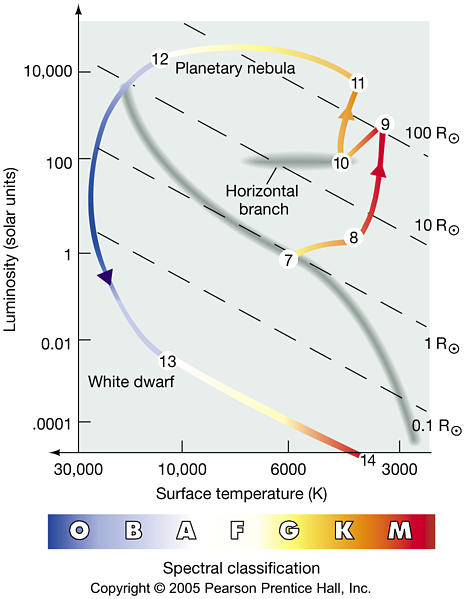 12
Planetary nebula
10,000
11
9
100 R☉
100
10
Horizontal
branch
10 R☉
8
1
7
Luminosity (solar units)
1 R☉
0.01
13
White dwarf
.0001
0.1 R☉
14
30,000 10,000 6000 3000
Surface temperature (K)
O B A F G K M
Spectral classification
Copyright © 2005 Pearson Prentice Hall, Inc.